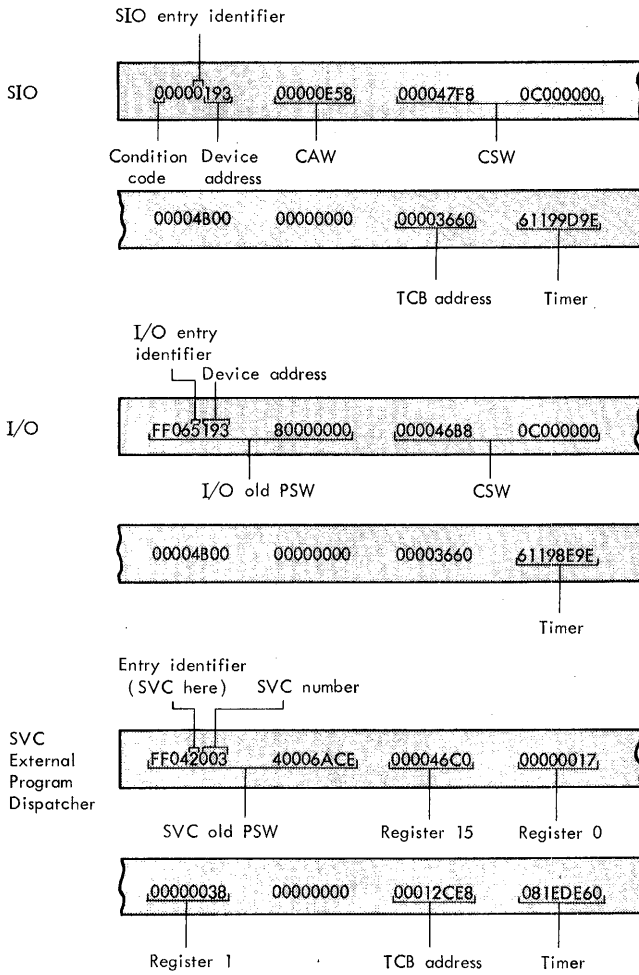 SIO entry identifier
SIO
00000193 00000E58 000047F8 0C000000
Condition code
Device address
CAW
CSW
00004B00 00000000 00003660 61199D9E
TCB address
Timer
I/O entry identifier
Device address
I/O
FF065193 80000000 000046B8 0C000000
I/O old PSW
CSW
00004B00 00000000 00003660 61198E9E
Timer
Entry identifier
(SVC here)
SVC number
SVC
External
Program
Dispatcher
FF042003 40006ACE 000046C0 00000017
SVC old PSW
Register 15
Register 0
00000038 00000000 00012CE8 081EDE60
Register 1
TCB address
Timer